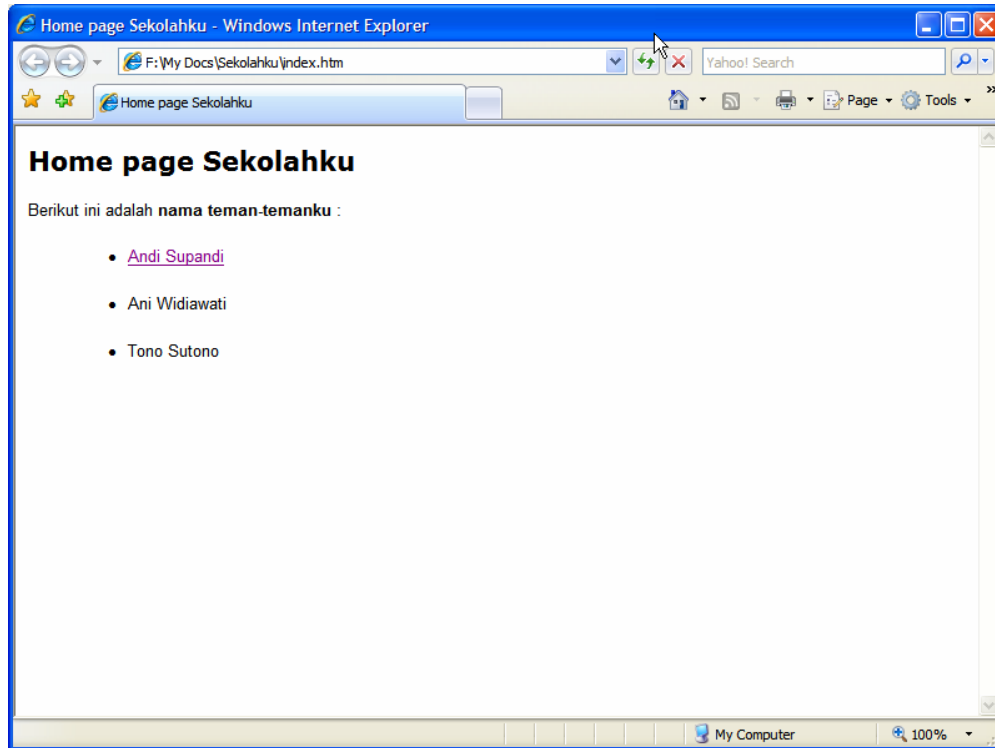 Home page Sekolahku - Windows Internet Explorer
F:\My Docs\Sekolahku\index.htm
Yahoo! Search
Home page Sekolahku
Page
Tools
Home page Sekolahku
Berikut ini adalah nama teman-temanku :
• Andi Supandi
• Ani Widiawati
• Tono Sutono
My Computer
100%